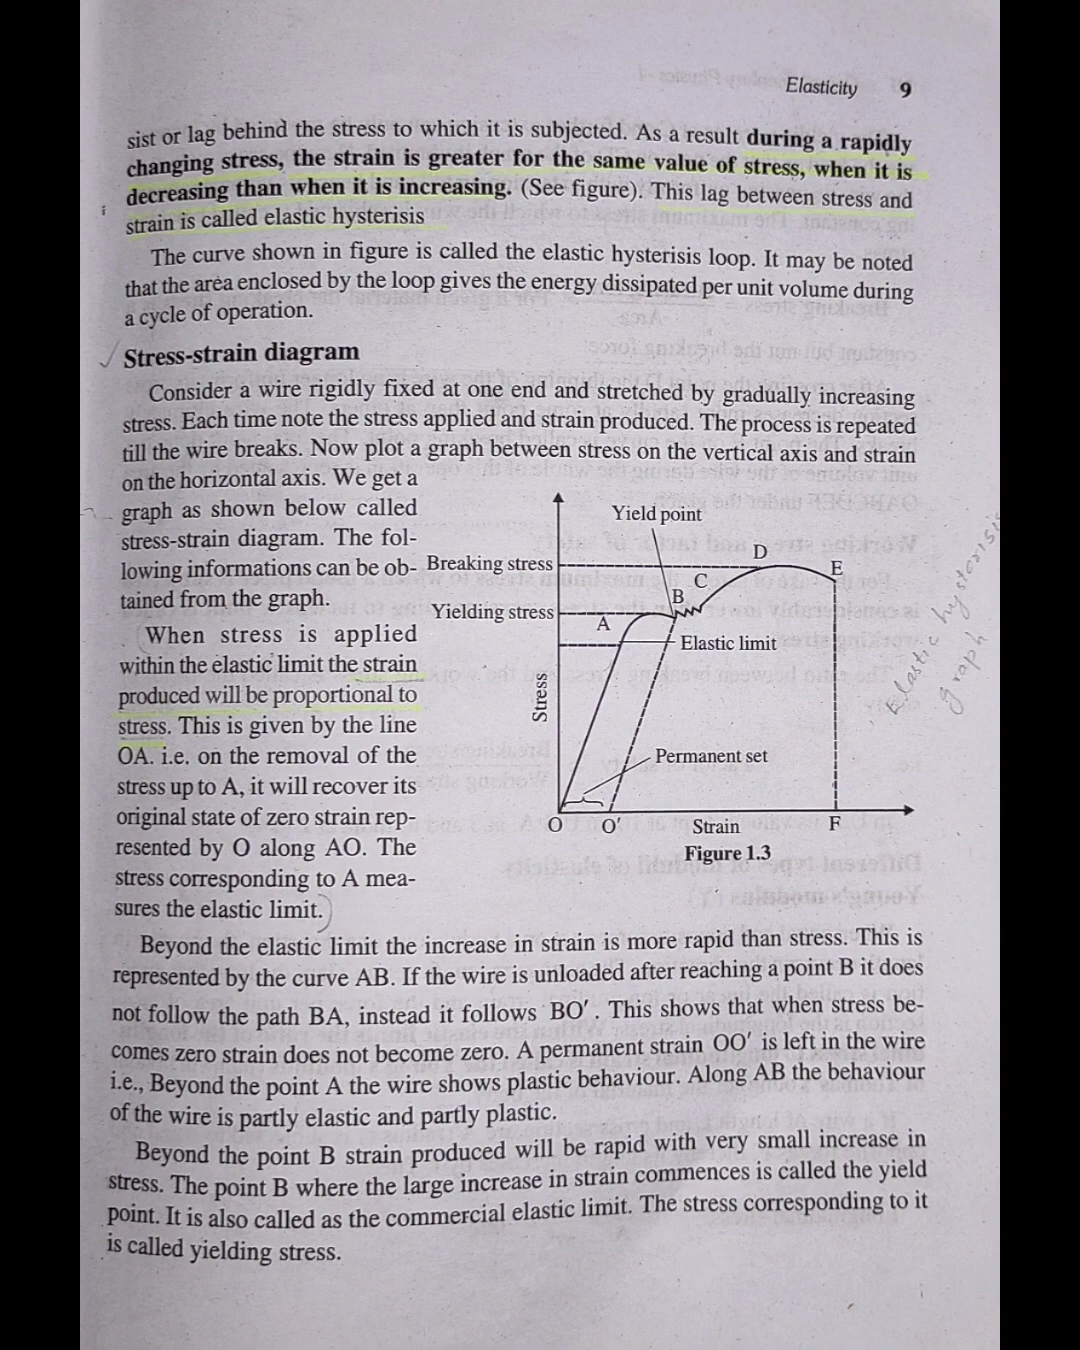 Elasticity 9
sist or lag behind the stress to which it is subjected. As a result during a rapidly
changing stress, the strain is greater for the same value of stress, when it is
decreasing than when it is increasing. (See figure). This lag between stress and
strain is called elastic hysterisis
The curve shown in figure is called the elastic hysterisis loop. It may be noted
that the area enclosed by the loop gives the energy dissipated per unit volume during
a cycle of operation.
Stress-strain diagram
Consider a wire rigidly fixed at one end and stretched by gradually increasing
stress. Each time note the stress applied and strain produced. The process is repeated
till the wire breaks. Now plot a graph between stress on the vertical axis and strain
on the horizontal axis. We get a
graph as shown below called
stress-strain diagram. The fol-
lowing informations can be ob-
tained from the graph.
When stress is applied
within the elastic limit the strain
produced will be proportional to
stress. This is given by the line
OA. i.e. on the removal of the
stress up to A, it will recover its
original state of zero strain rep-
resented by O along AO. The
stress corresponding to A mea-
sures the elastic limit.
Yield point
D
Breaking stress
E
C
B
Yielding stress
A
Elastic limit
Stress
Permanent set
O O′ Strain F
Figure 1.3
Elastic hysterisis
graph
Beyond the elastic limit the increase in strain is more rapid than stress. This is
represented by the curve AB. If the wire is unloaded after reaching a point B it does
not follow the path BA, instead it follows BO′. This shows that when stress be-
comes zero strain does not become zero. A permanent strain OO′ is left in the wire
i.e., Beyond the point A the wire shows plastic behaviour. Along AB the behaviour
of the wire is partly elastic and partly plastic.
Beyond the point B strain produced will be rapid with very small increase in
stress. The point B where the large increase in strain commences is called the yield
point. It is also called as the commercial elastic limit. The stress corresponding to it
is called yielding stress.